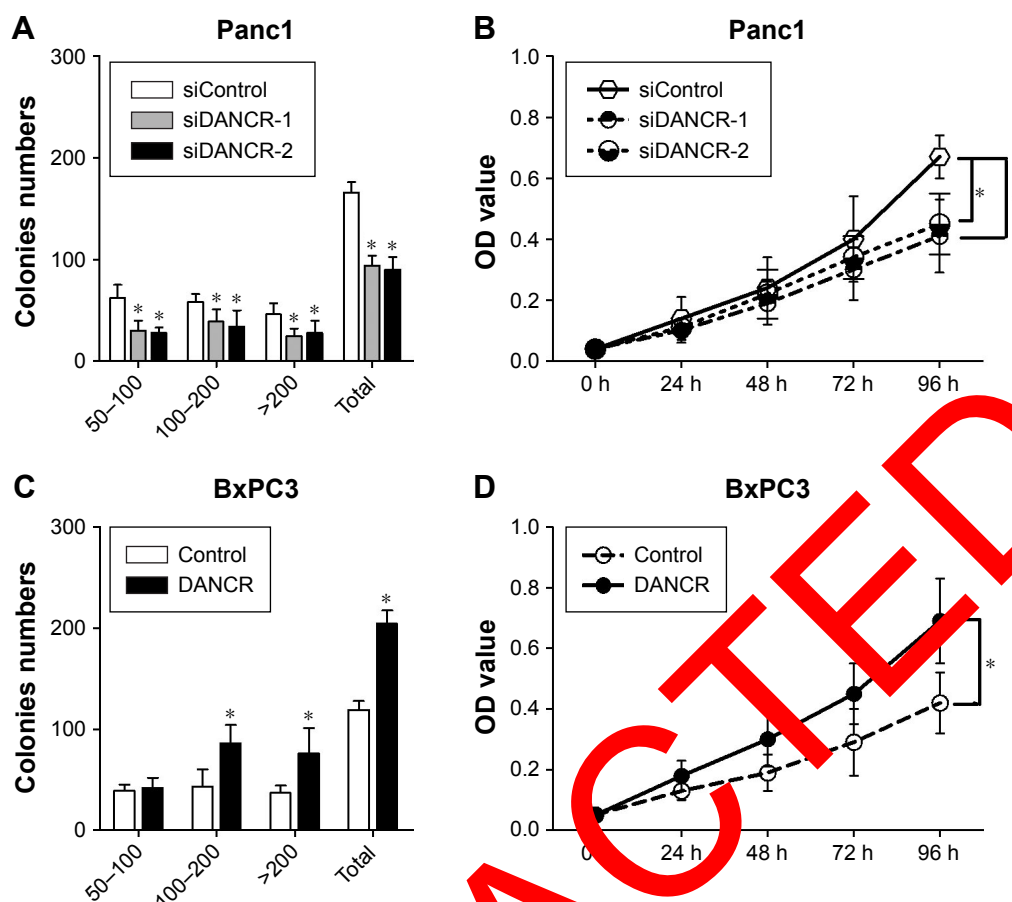 A
Panc1
Colonies numbers
300
200
100
0
siControl
siDANCR-1
siDANCR-2
* * * * * * * *
50–100
100–200
>200
Total
B
Panc1
OD value
1.0
0.8
0.6
0.4
0.2
0.0
siControl
siDANCR-1
siDANCR-2
*
0 h 24 h 48 h 72 h 96 h
C
BxPC3
Colonies numbers
300
200
100
0
Control
DANCR
* * *
50–100
100–200
>200
Total
D
BxPC3
OD value
1.0
0.8
0.6
0.4
0.2
0.0
Control
DANCR
*
0 24 h 48 h 72 h 96 h
ACTED